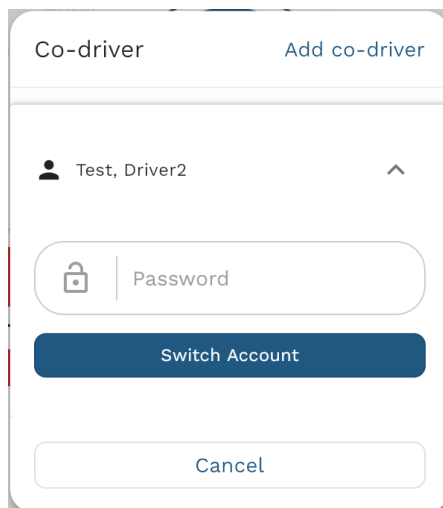 Co-driver Add co-driver
Test, Driver2
Password
Switch Account
Cancel